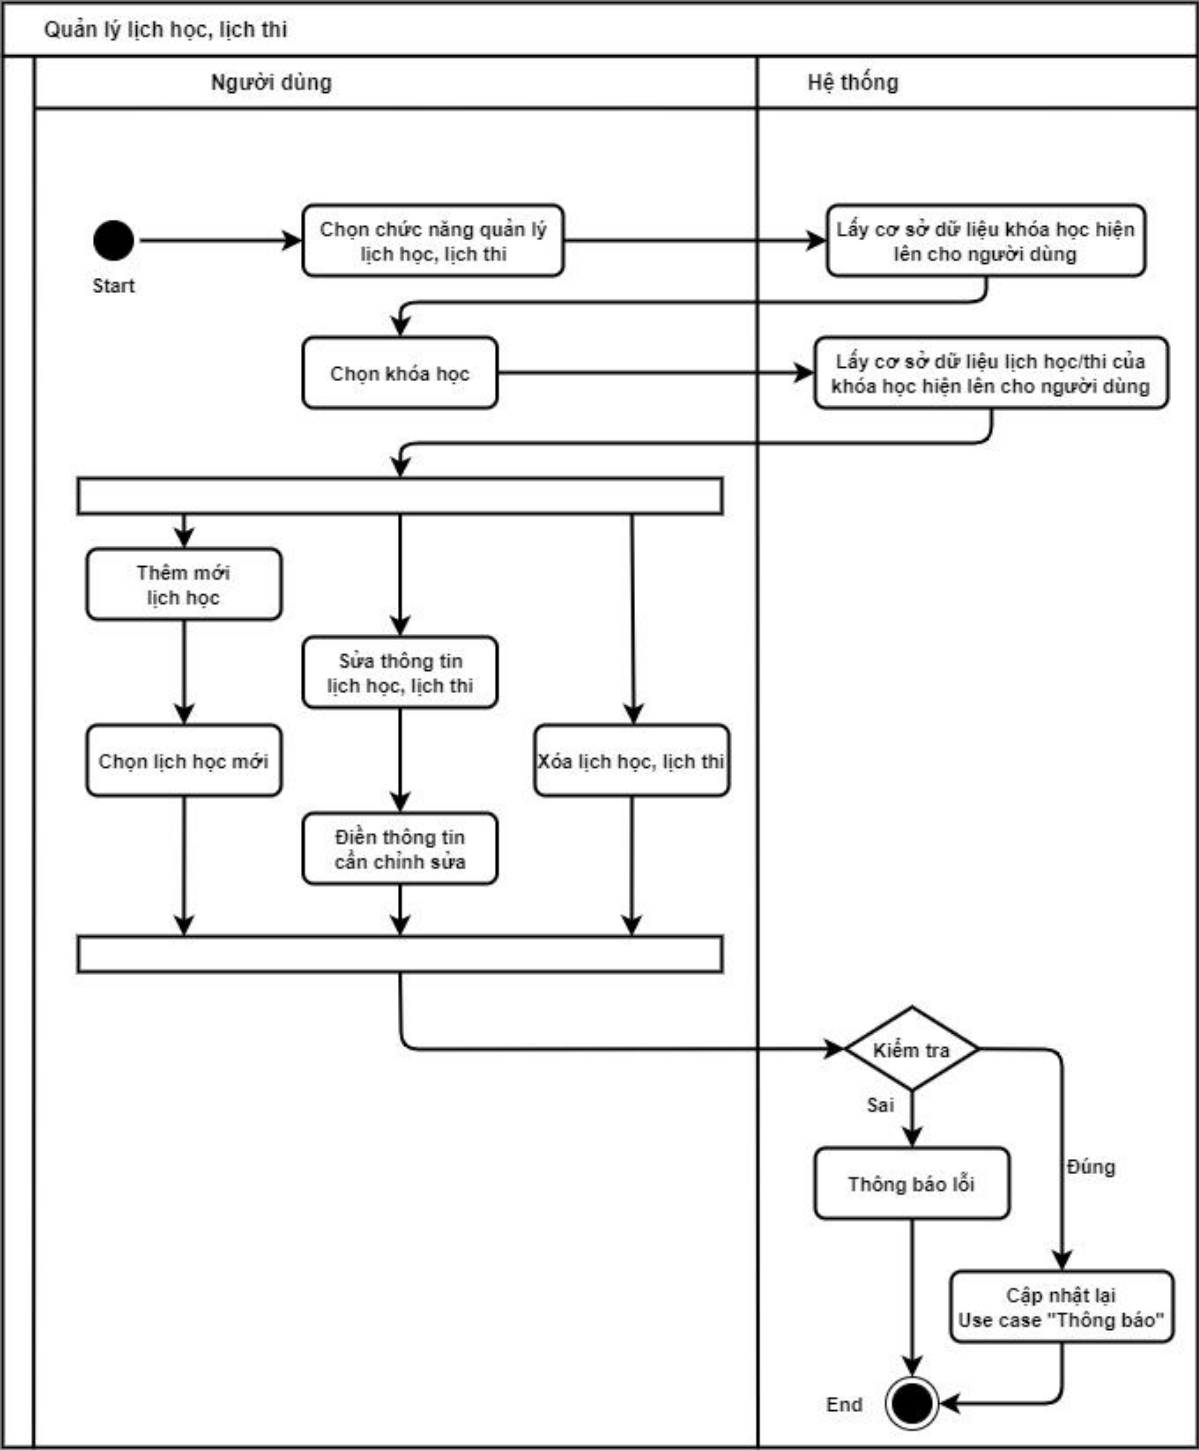 Quản lý lịch học, lịch thi
Người dùng
Hệ thống
Start
Chọn chức năng quản lý
lịch học, lịch thi
Lấy cơ sở dữ liệu khóa học hiện
lên cho người dùng
Chọn khóa học
Lấy cơ sở dữ liệu lịch học/thi của
khóa học hiện lên cho người dùng
Thêm mới
lịch học
Sửa thông tin
lịch học, lịch thi
Chọn lịch học mới
Xóa lịch học, lịch thi
Điền thông tin
cần chỉnh sửa
Kiểm tra
Sai
Đúng
Thông báo lỗi
Cập nhật lại
Use case "Thông báo"
End